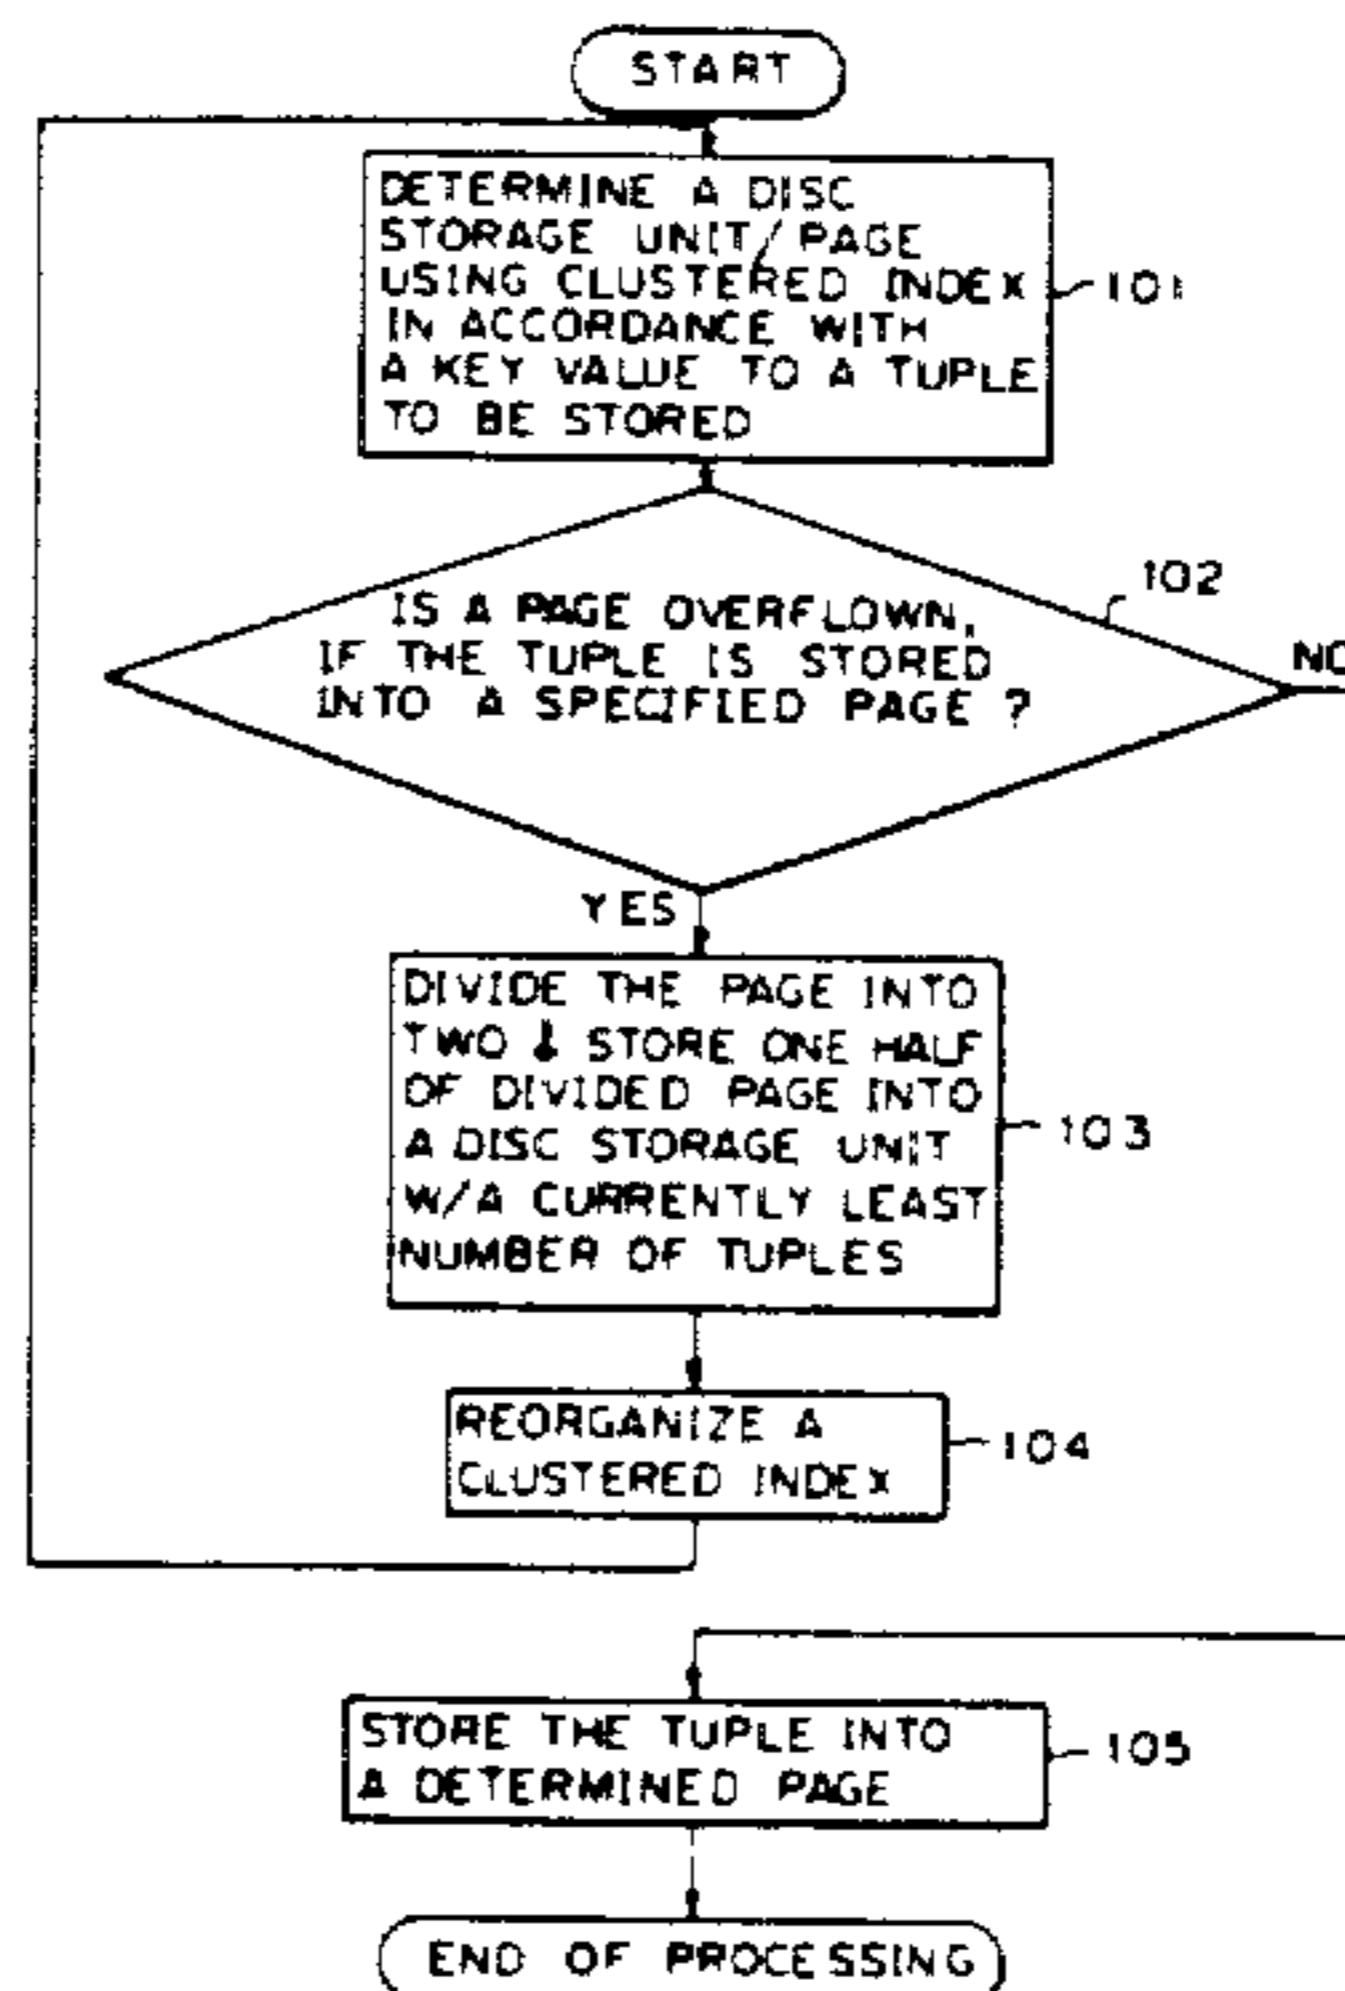 START
DETERMINE A DISC
STORAGE UNIT/PAGE
USING CLUSTERED INDEX
IN ACCORDANCE WITH
A KEY VALUE TO A TUPLE
TO BE STORED
101
IS A PAGE OVERFLOWN,
IF THE TUPLE IS STORED
INTO A SPECIFIED PAGE ?
102
NO
YES
DIVIDE THE PAGE INTO
TWO & STORE ONE HALF
OF DIVIDED PAGE INTO
A DISC STORAGE UNIT
W/A CURRENTLY LEAST
NUMBER OF TUPLES
103
REORGANIZE A
CLUSTERED INDEX
104
STORE THE TUPLE INTO
A DETERMINED PAGE
105
END OF PROCESSING